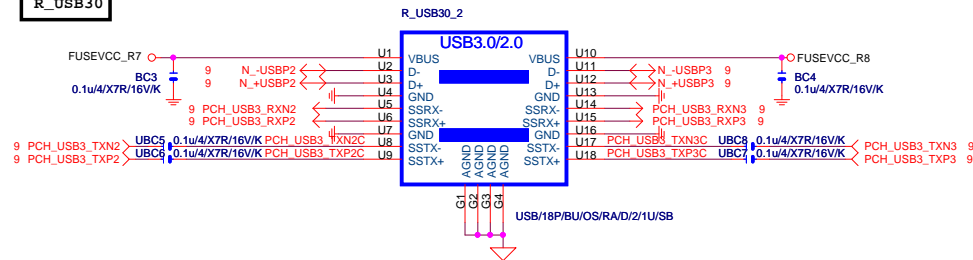 R_USB30
R_USB30_2
USB3.0/2.0
FUSEVCC_R7
U1 VBUS
VBUS U10
FUSEVCC_R8
9 N_-USBP2 U2 D-
D- U11 N_-USBP3 9
BC3
0.1u/4/X7R/16V/K
9 N_+USBP2 U3 D+
D+ U12 N_+USBP3 9
BC4
0.1u/4/X7R/16V/K
U4 GND
GND U13
9 PCH_USB3_RXN2 U5 SSRX-
SSRX- U14 PCH_USB3_RXN3 9
9 PCH_USB3_RXP2 U6 SSRX+
SSRX+ U15 PCH_USB3_RXP3 9
U7 GND
GND U16
9 PCH_USB3_TXN2 UBC5 0.1u/4/X7R/16V/K PCH_USB3_TXN2C U8 SSTX-
SSTX- U17 PCH_USB3_TXN3C UBC8 0.1u/4/X7R/16V/K PCH_USB3_TXN3 9
9 PCH_USB3_TXP2 UBC6 0.1u/4/X7R/16V/K PCH_USB3_TXP2C U9 SSTX+
SSTX+ U18 PCH_USB3_TXP3C UBC7 0.1u/4/X7R/16V/K PCH_USB3_TXP3 9
AGND AGND AGND AGND
G1 G2 G3 G4
USB/18P/BU/OS/RA/D/2/1U/SB